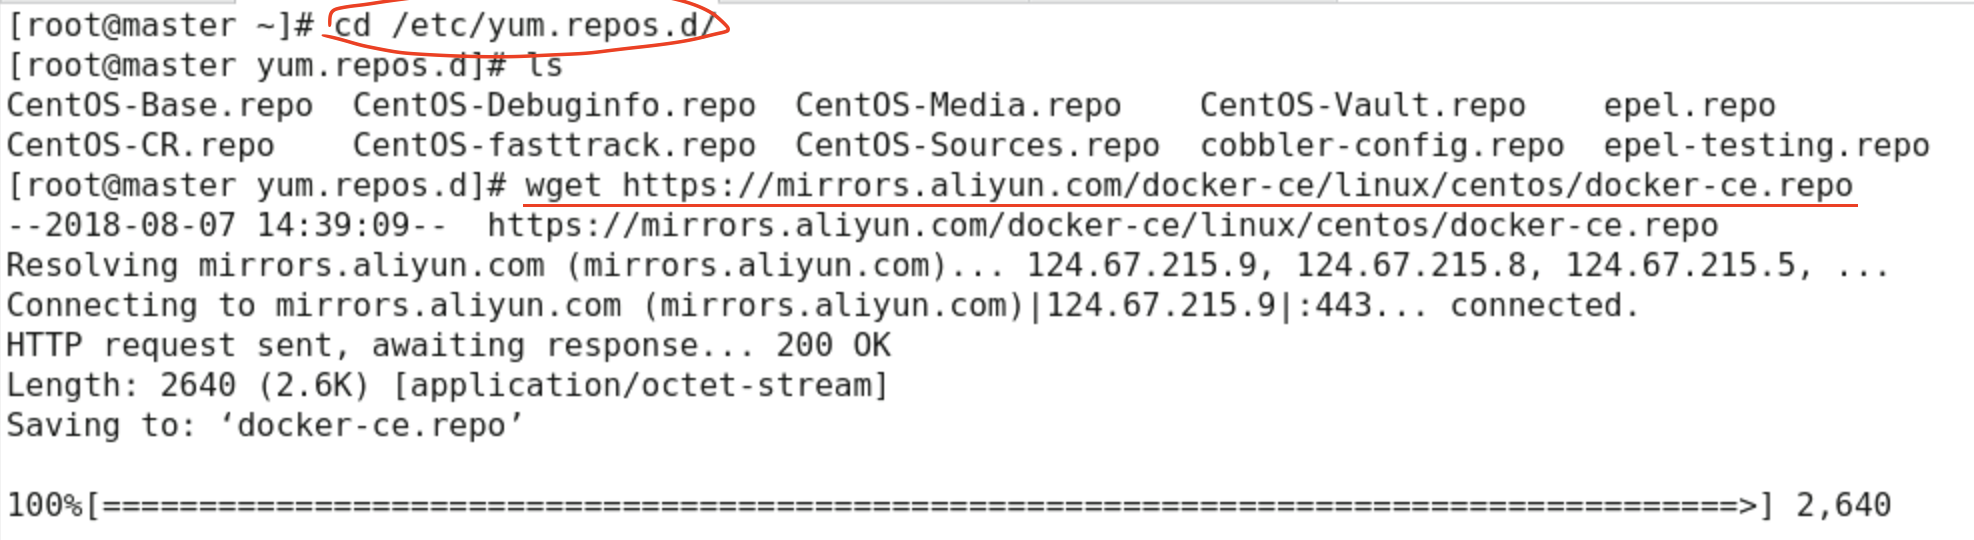 [root@master ~]# cd /etc/yum.repos.d/
[root@master yum.repos.d]# ls
CentOS-Base.repo  CentOS-Debuginfo.repo  CentOS-Media.repo    CentOS-Vault.repo    epel.repo
CentOS-CR.repo    CentOS-fasttrack.repo  CentOS-Sources.repo  cobbler-config.repo  epel-testing.repo
[root@master yum.repos.d]# wget https://mirrors.aliyun.com/docker-ce/linux/centos/docker-ce.repo
--2018-08-07 14:39:09--  https://mirrors.aliyun.com/docker-ce/linux/centos/docker-ce.repo
Resolving mirrors.aliyun.com (mirrors.aliyun.com)... 124.67.215.9, 124.67.215.8, 124.67.215.5, ...
Connecting to mirrors.aliyun.com (mirrors.aliyun.com)|124.67.215.9|:443... connected.
HTTP request sent, awaiting response... 200 OK
Length: 2640 (2.6K) [application/octet-stream]
Saving to: ‘docker-ce.repo’
100%[=====================================================================================>] 2,640